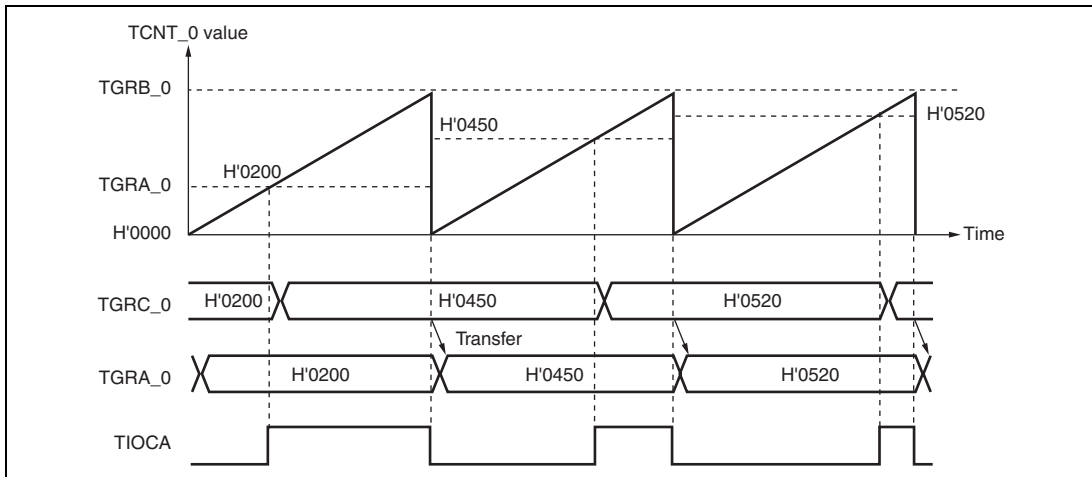 TCNT_0 value
TGRB_0
H'0520
H'0450
H'0200
TGRA_0
H'0000
Time
TGRC_0
H'0200
H'0450
H'0520
Transfer
TGRA_0
H'0200
H'0450
H'0520
TIOCA